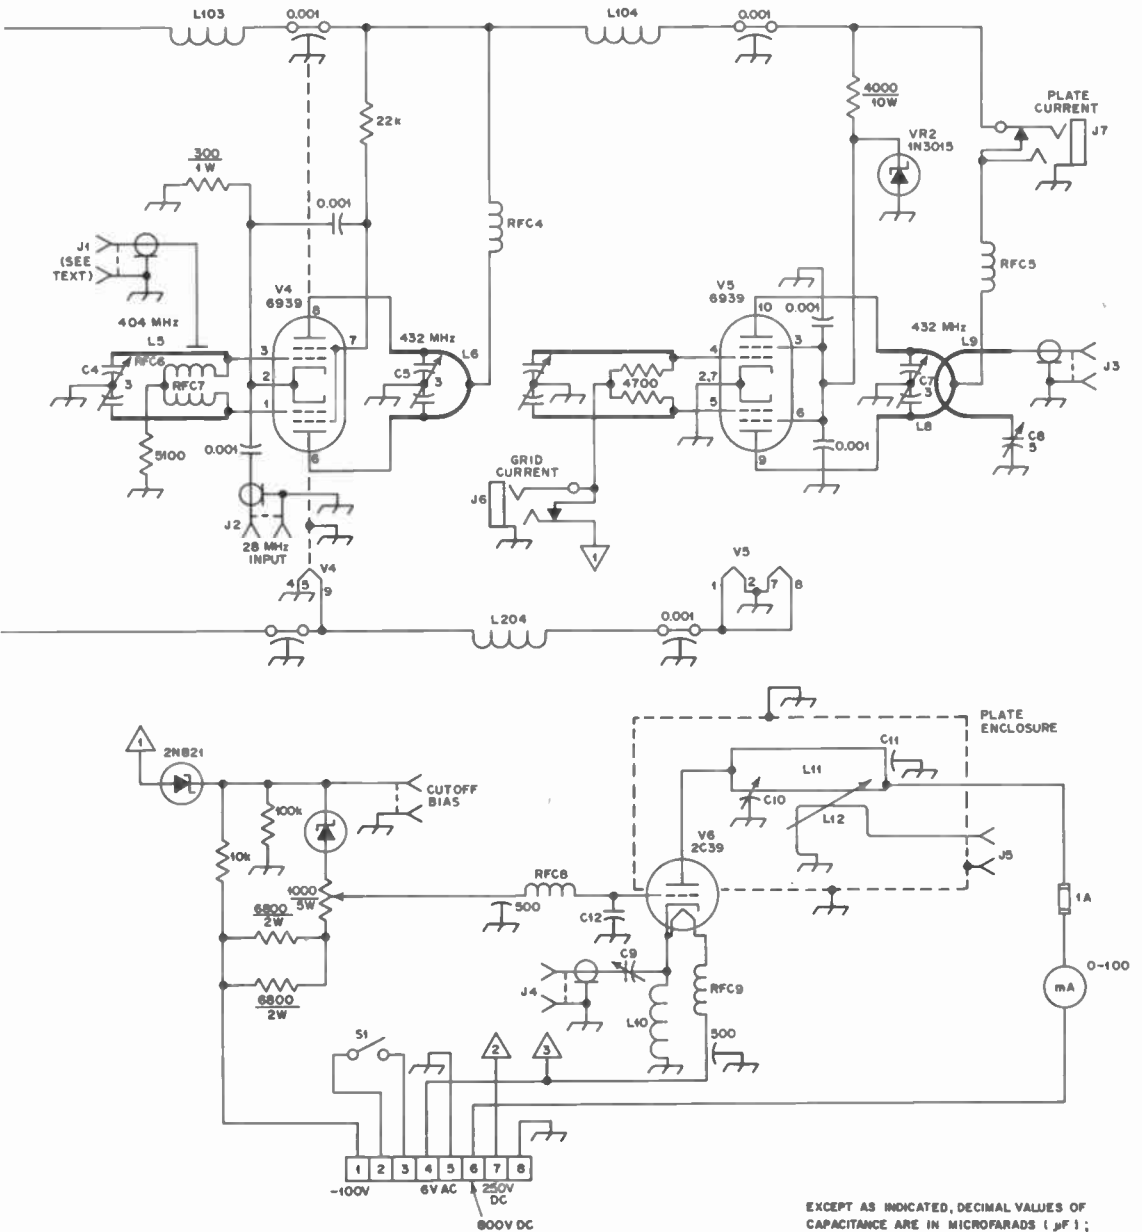 L103
0.001
L104
0.001
22k
4000
10W
PLATE
CURRENT
J7
VR2
1N3015
300
1W
0.001
RFC4
J1
(SEE
TEXT)
RFC5
404 MHz
V4
6939
8
V5
6939
10
0.001
L5
RFC6
432 MHz
7
L6
432 MHz
L9
C4
3
RFC7
3
2
1
C5
3
4
4700
2,7
5
3
6
C7
3
J3
L8
C8
5
5100
0.001
6
9
0.001
GRID
CURRENT
J6
J2
28 MHz
INPUT
1
V4
4 5
9
V5
1 2 7 8
L204
0.001
1
2N821
CUTOFF
BIAS
100k
10k
1000
5W
6800
2W
6800
2W
RFC8
500
C12
PLATE
ENCLOSURE
C11
L11
C10
L12
V6
2C39
J5
1A
0-100
mA
C9
J4
L10
RFC9
500
S1
2
3
1 2 3 4 5 6 7 8
-100V
6V AC
250V
DC
800V DC
EXCEPT AS INDICATED, DECIMAL VALUES OF
CAPACITANCE ARE IN MICROFARADS ( µF ) ;